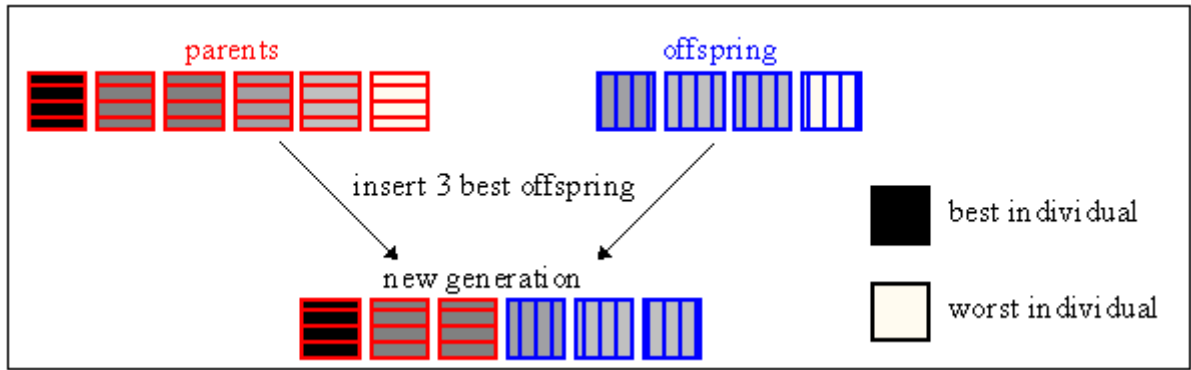 parents
offspring
insert 3 best offspring
best individual
new generation
worst individual